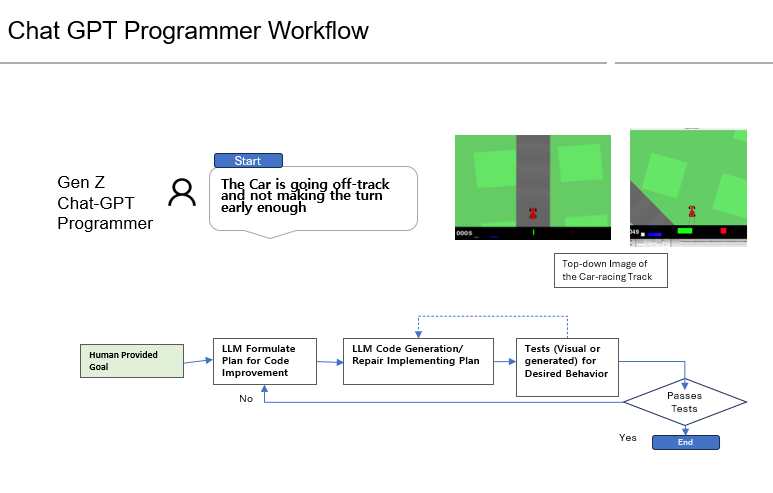 Chat GPT Programmer Workflow
Start
The Car is going off-track
and not making the turn
early enough
Gen Z
Chat-GPT
Programmer
0005
Top-down Image of
the Car-racing Track
Human Provided
Goal
LLM Formulate
Plan for Code
Improvement
LLM Code Generation/
Repair Implementing Plan
Tests (Visual or
generated) for
Desired Behavior
Passes
Tests
No
Yes
End